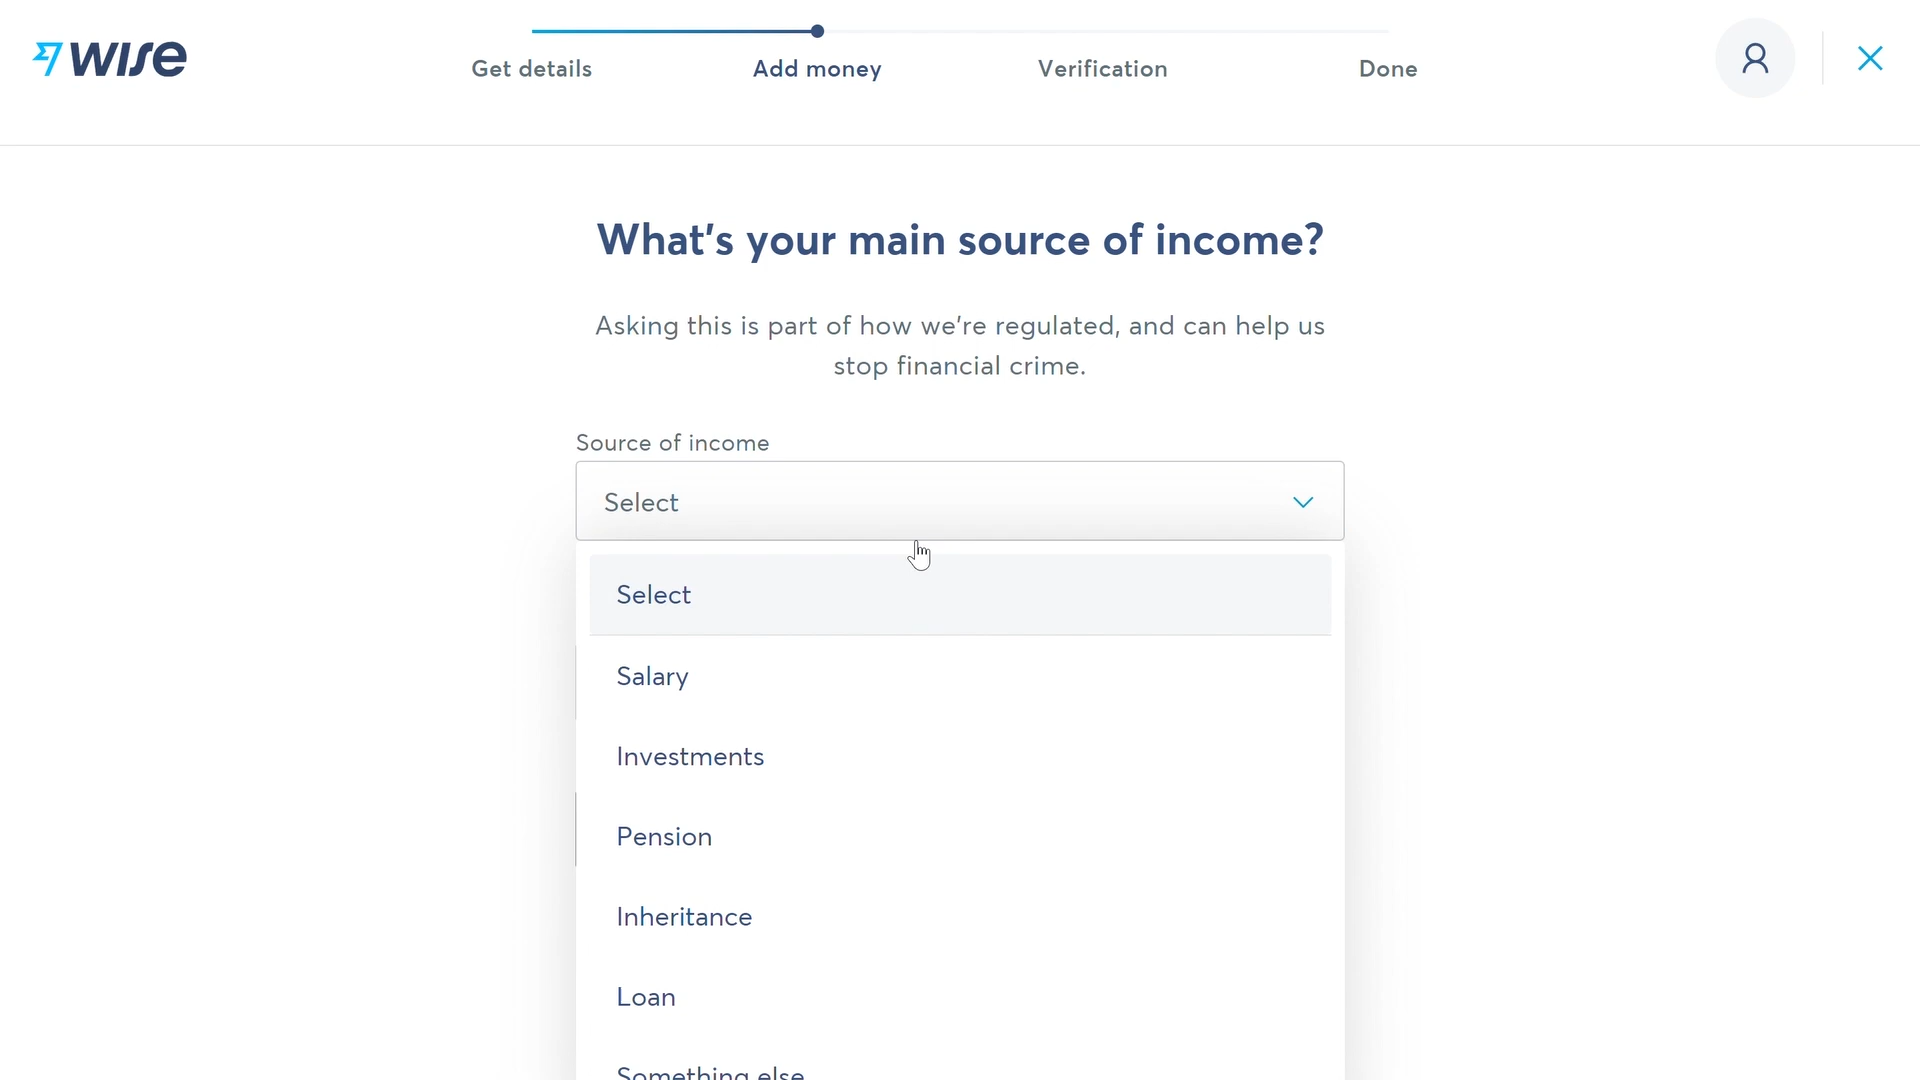 wise
Get details
Add money
Verification
Done
What's your main source of income?
Asking this is part of how we're regulated, and can help us
stop financial crime.
Source of income
Select
Select
Salary
Investments
Pension
Inheritance
Loan
Something else